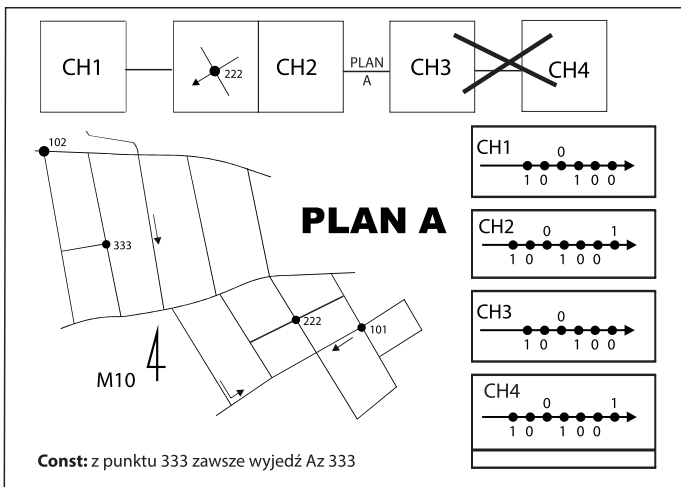 CH1
222
CH2
PLAN
A
CH3
CH4
102
333
PLAN A
222
101
M10
CH1
0
1 0 1 0 0
CH2
0 1
1 0 1 0 0
CH3
0
1 0 1 0 0
CH4
0 1
1 0 1 0 0
Const: z punktu 333 zawsze wyjedź Az 333